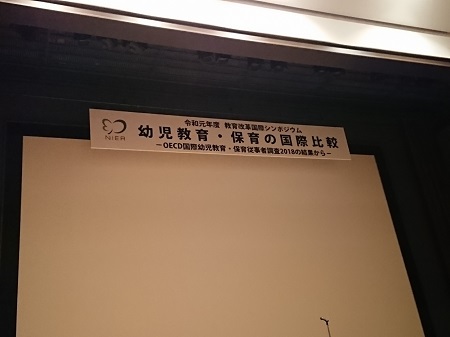 令和元年度 教育改革国際シンポジウム
幼児教育・保育の国際比較
－OECD国際幼児教育・保育従事者調査2018の結果から－
NIER